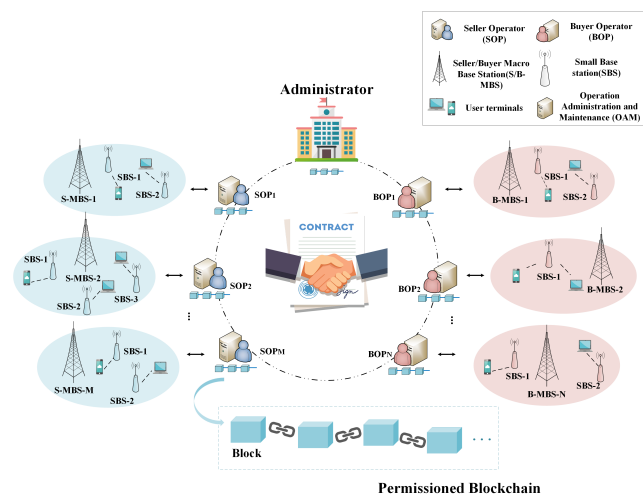 Seller Operator
(SOP)
Buyer Operator
(BOP)
Seller/Buyer Macro
Base Station(S/B-
MBS)
Small Base
station(SBS)
User terminals
Operation
Administration and
Maintenance (OAM)
Administrator
SBS-1
SBS-2
S-MBS-1
SOP1
BOP1
SBS-1
SBS-2
B-MBS-1
CONTRACT
SBS-1
S-MBS-2
SBS-2
SBS-3
SOP2
BOP2
SBS-1
B-MBS-2
Sign
⋮
⋮
SBS-1
SBS-2
S-MBS-M
SOPM
BOPN
SBS-1
SBS-2
B-MBS-N
Block
...
Permissioned Blockchain